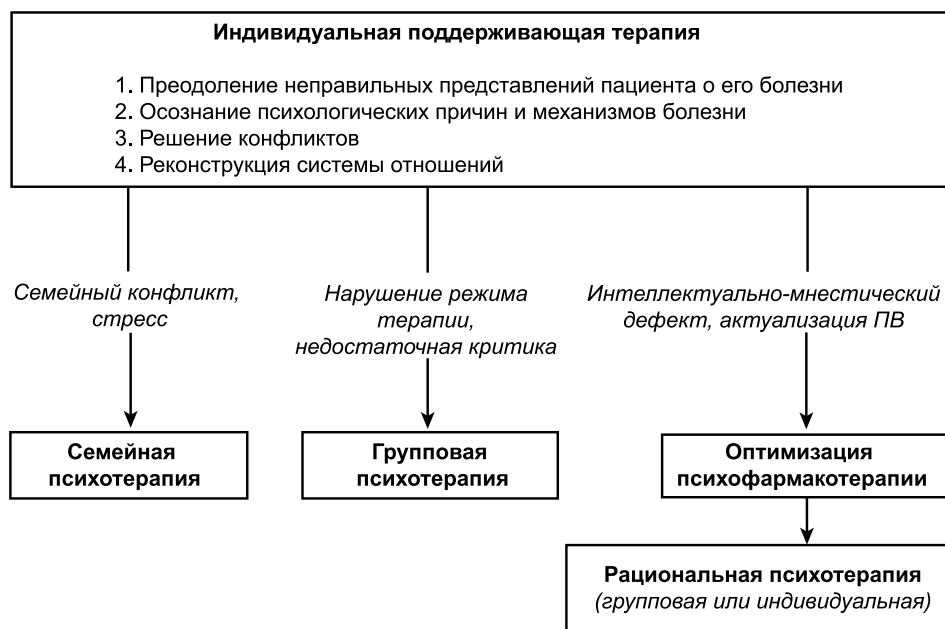 Индивидуальная поддерживающая терапия
1. Преодоление неправильных представлений пациента о его болезни
2. Осознание психологических причин и механизмов болезни
3. Решение конфликтов
4. Реконструкция системы отношений
Семейный конфликт,
стресс
Нарушение режима
терапии,
недостаточная критика
Интеллектуально-мнестический
дефект, актуализация ПВ
Семейная
психотерапия
Групповая
психотерапия
Оптимизация
психофармакотерапии
Рациональная психотерапия
(групповая или индивидуальная)